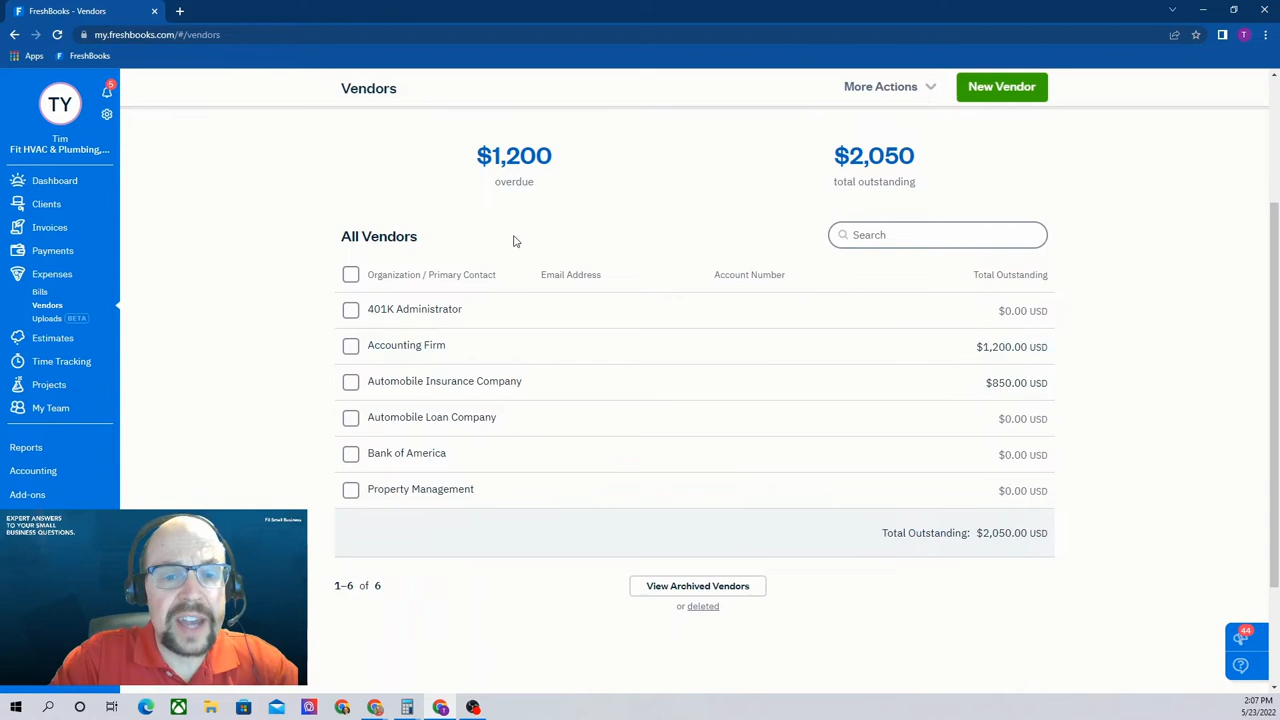 FreshBooks
my.freshbooks.com/#/vendors
Apps
FreshBooks
5
TY
Tim
Fit HVAC & Plumbing,...
Dashboard
Clients
Invoices
Payments
Expenses
Bills
Vendors
Uploads BETA
Estimates
Time Tracking
Projects
My Team
Reports
Accounting
Add-ons
Vendors
More Actions
New Vendor
$1,200
overdue
$2,050
total outstanding
All Vendors
Search
Organization / Primary Contact Email Address Account Number Total Outstanding
401K Administrator $0.00 USD
Accounting Firm $1,200.00 USD
Automobile Insurance Company $850.00 USD
Automobile Loan Company $0.00 USD
Bank of America $0.00 USD
Property Management $0.00 USD
Total Outstanding: $2,050.00 USD
1–6 of 6
View Archived Vendors
or deleted
EXPERT ANSWERS
TO YOUR SMALL
BUSINESS QUESTIONS.
Fit Small Business
44
T
2:07 PM
5/23/2022